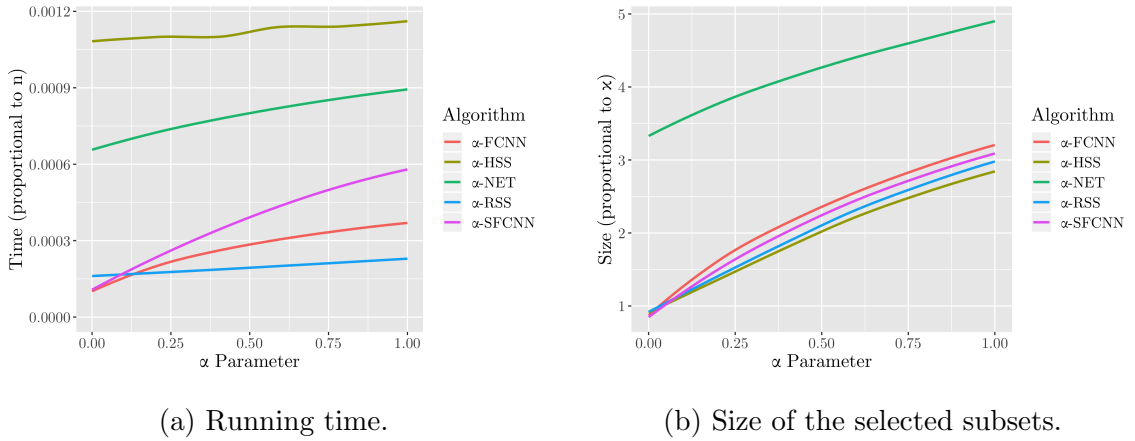 Time (proportional to n)
0.0012
0.0009
0.0006
0.0003
0.0000
0.00 0.25 0.50 0.75 1.00
α Parameter
Algorithm
α-FCNN
α-HSS
α-NET
α-RSS
α-SFCNN
(a) Running time.
Size (proportional to ϰ)
5
4
3
2
1
0.00 0.25 0.50 0.75 1.00
α Parameter
Algorithm
α-FCNN
α-HSS
α-NET
α-RSS
α-SFCNN
(b) Size of the selected subsets.